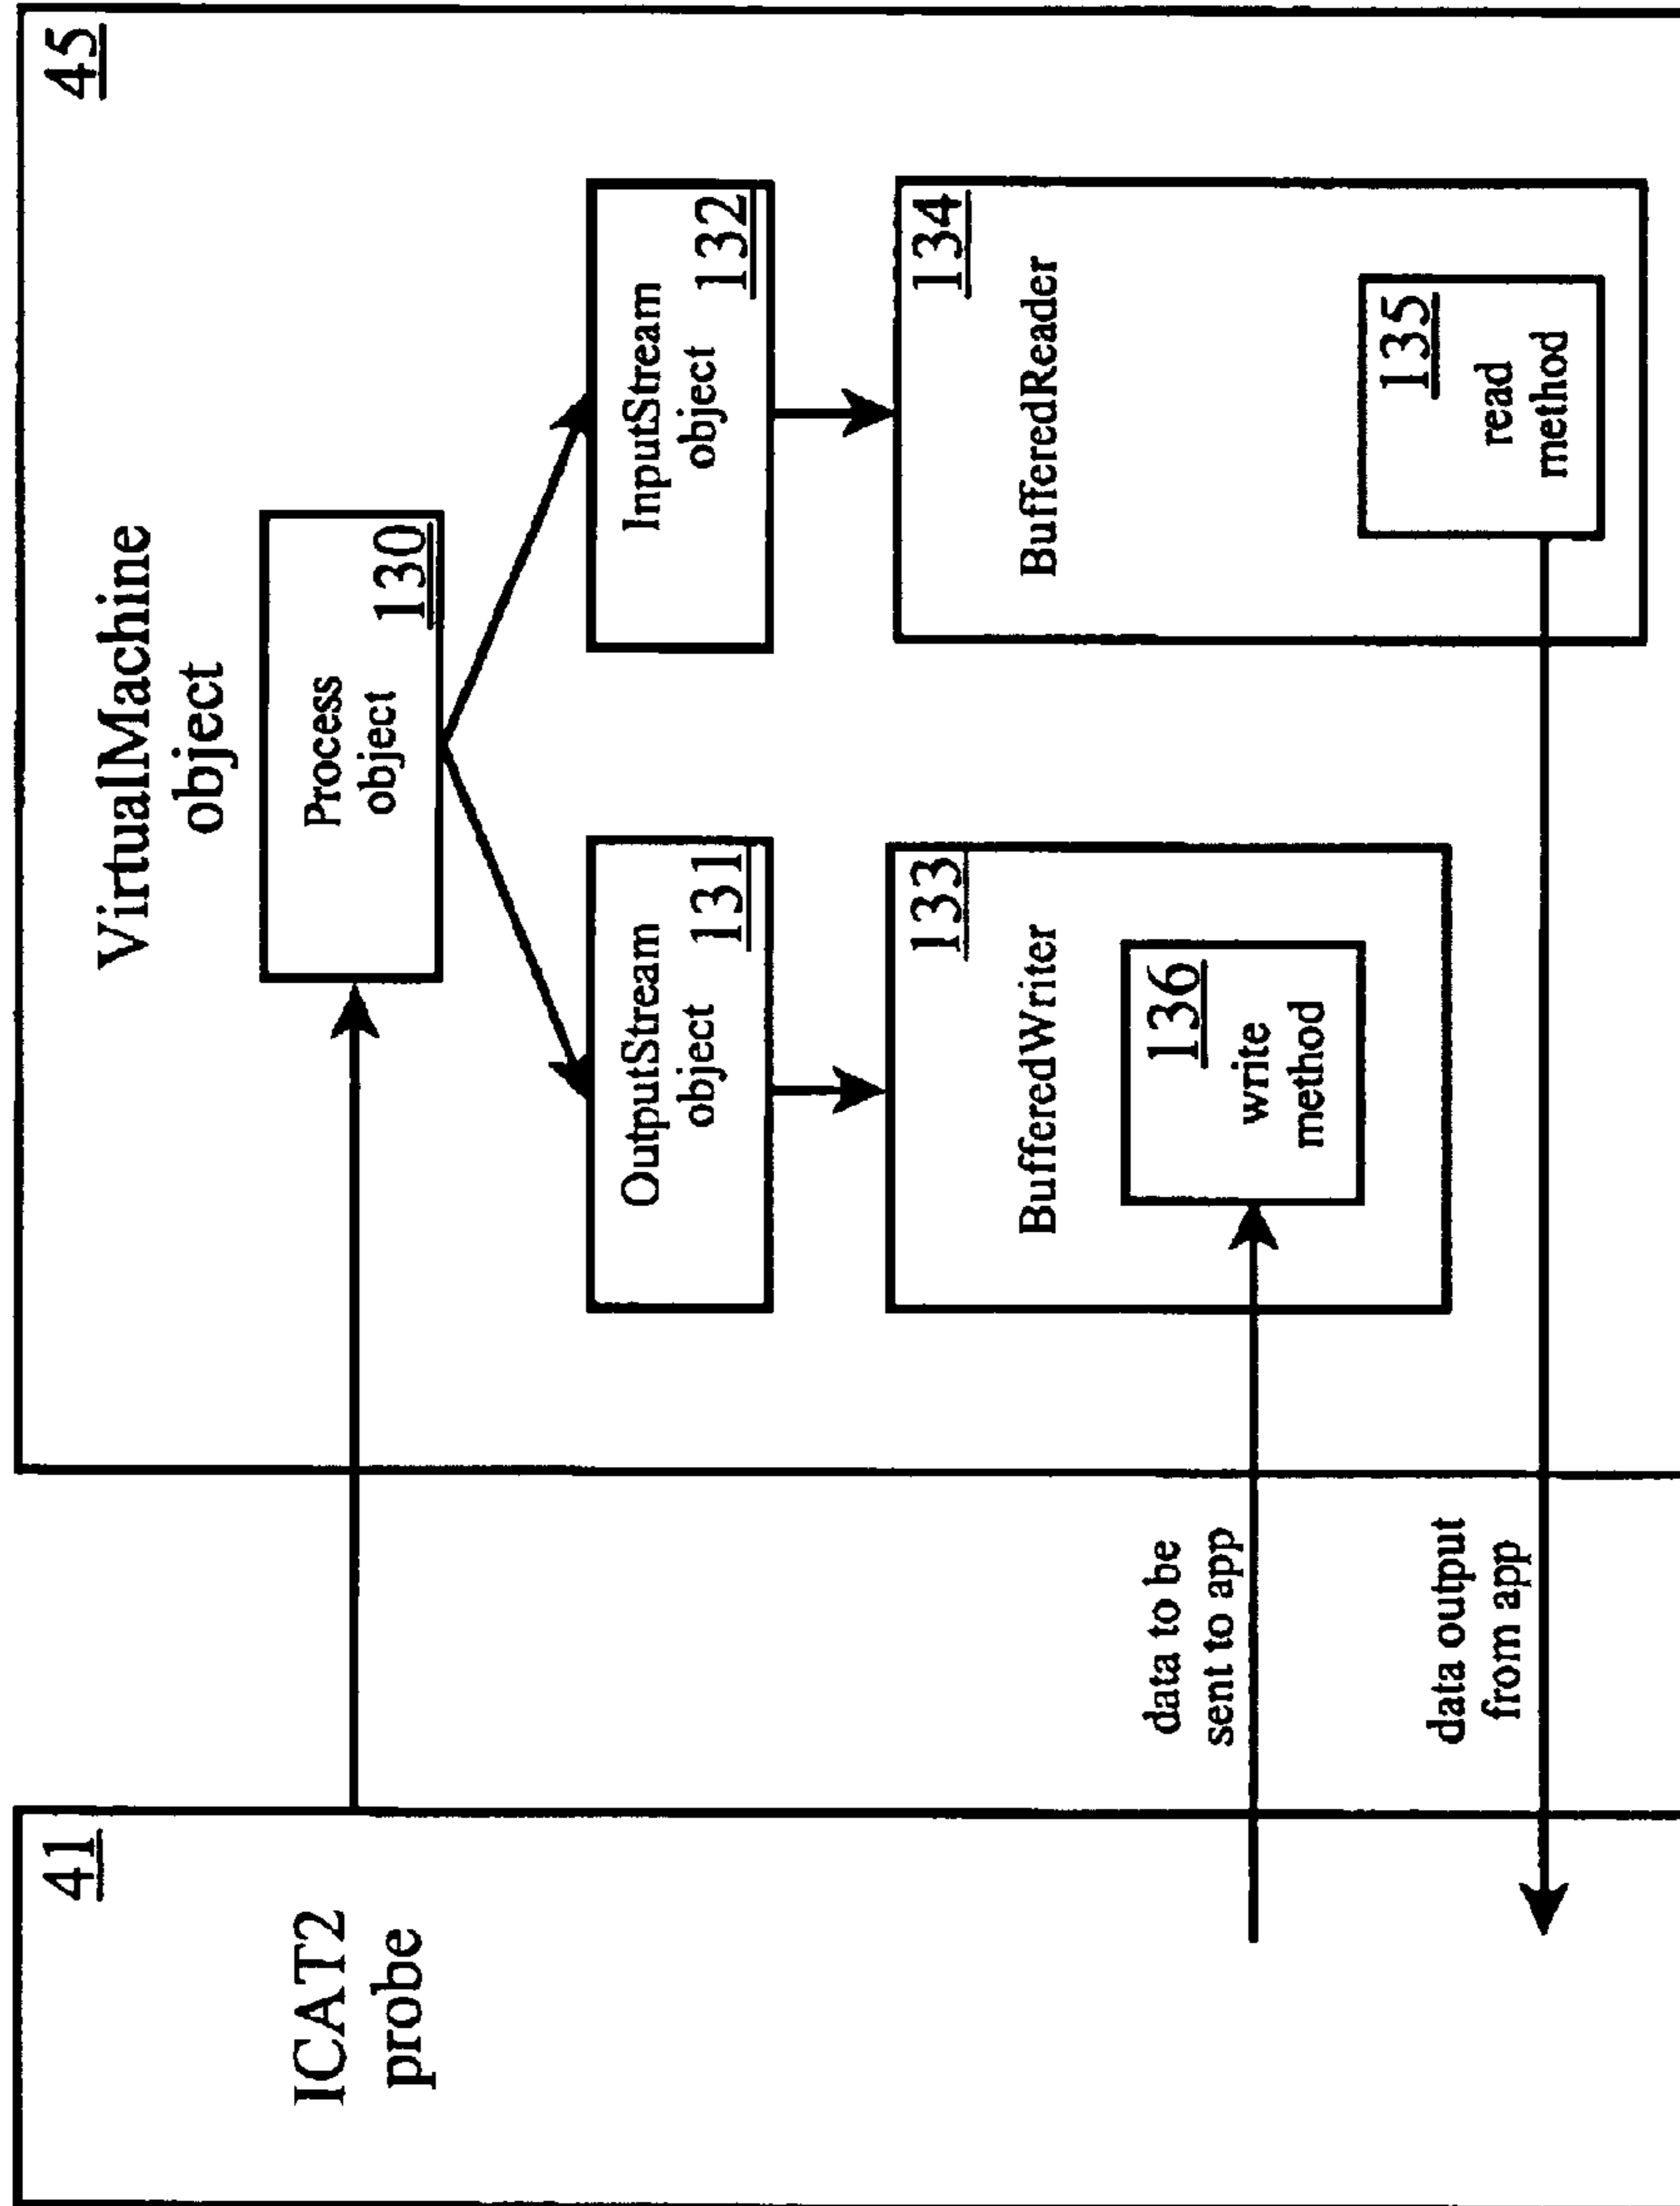 41
ICAT2
probe
45
VirtualMachine
object
Process
object
130
OutputStream
object
131
InputStream
object
132
133
BufferedWriter
136
write
method
134
BufferedReader
135
read
method
data to be
sent to app
data output
from app